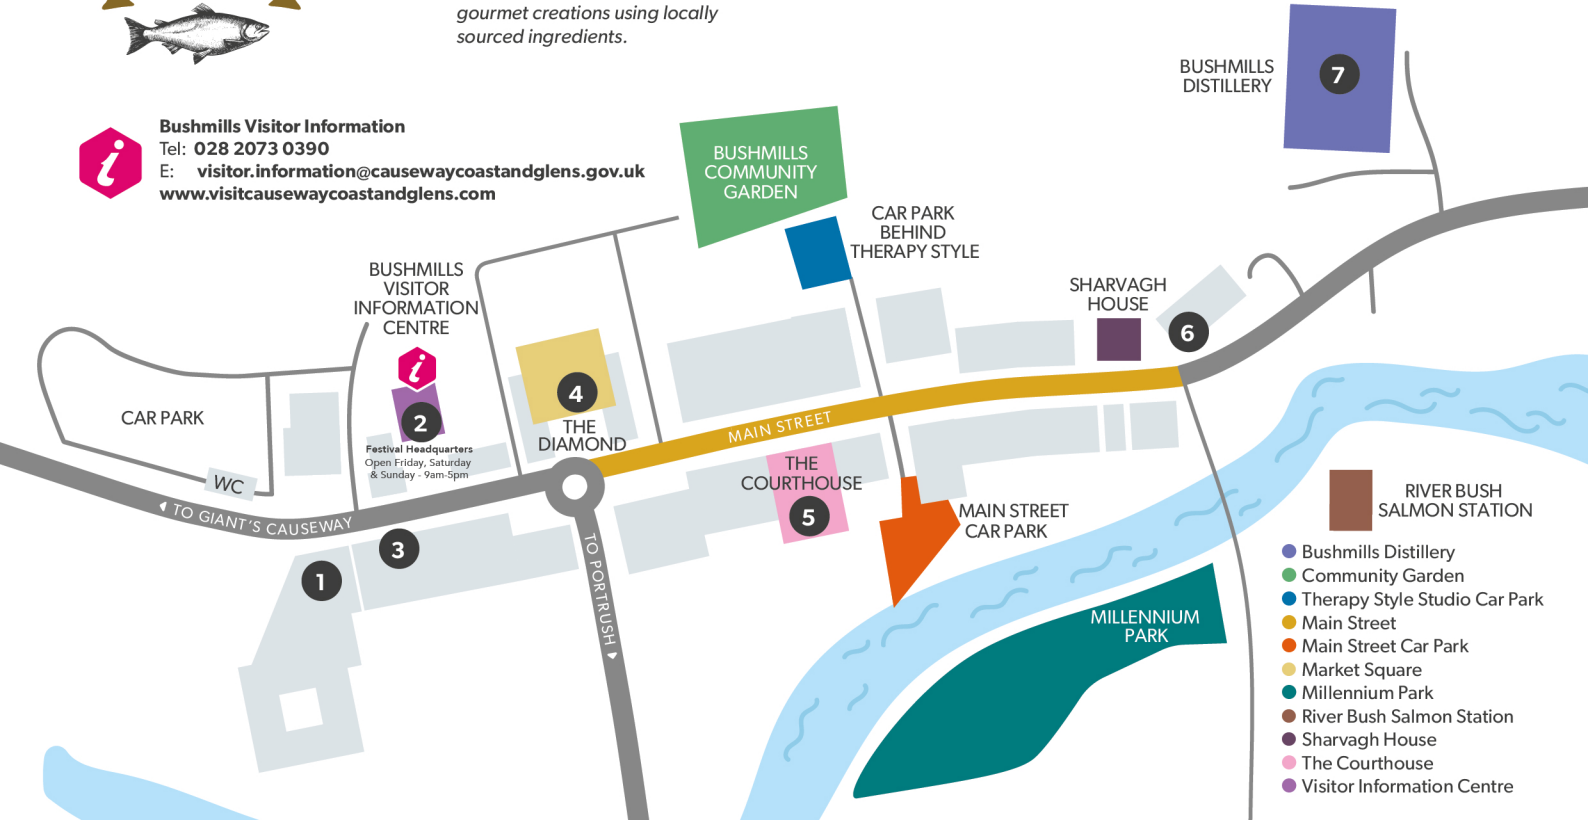 gourmet creations using locally
sourced ingredients.
Bushmills Visitor Information
Tel: 028 2073 0390
E: visitor.information@causewaycoastandglens.gov.uk
www.visitcausewaycoastandglens.com
BUSHMILLS
DISTILLERY
7
BUSHMILLS
COMMUNITY
GARDEN
CAR PARK
BEHIND
THERAPY STYLE
BUSHMILLS
VISITOR
INFORMATION
CENTRE
i
i
2
Festival Headquarters
Open Friday, Saturday
& Sunday - 9am-5pm
CAR PARK
WC
4
THE
DIAMOND
SHARVAGH
HOUSE
6
MAIN STREET
THE
COURTHOUSE
5
MAIN STREET
CAR PARK
TO GIANT'S CAUSEWAY
3
1
TO PORTRUSH
MILLENNIUM
PARK
RIVER BUSH
SALMON STATION
Bushmills Distillery
Community Garden
Therapy Style Studio Car Park
Main Street
Main Street Car Park
Market Square
Millennium Park
River Bush Salmon Station
Sharvagh House
The Courthouse
Visitor Information Centre